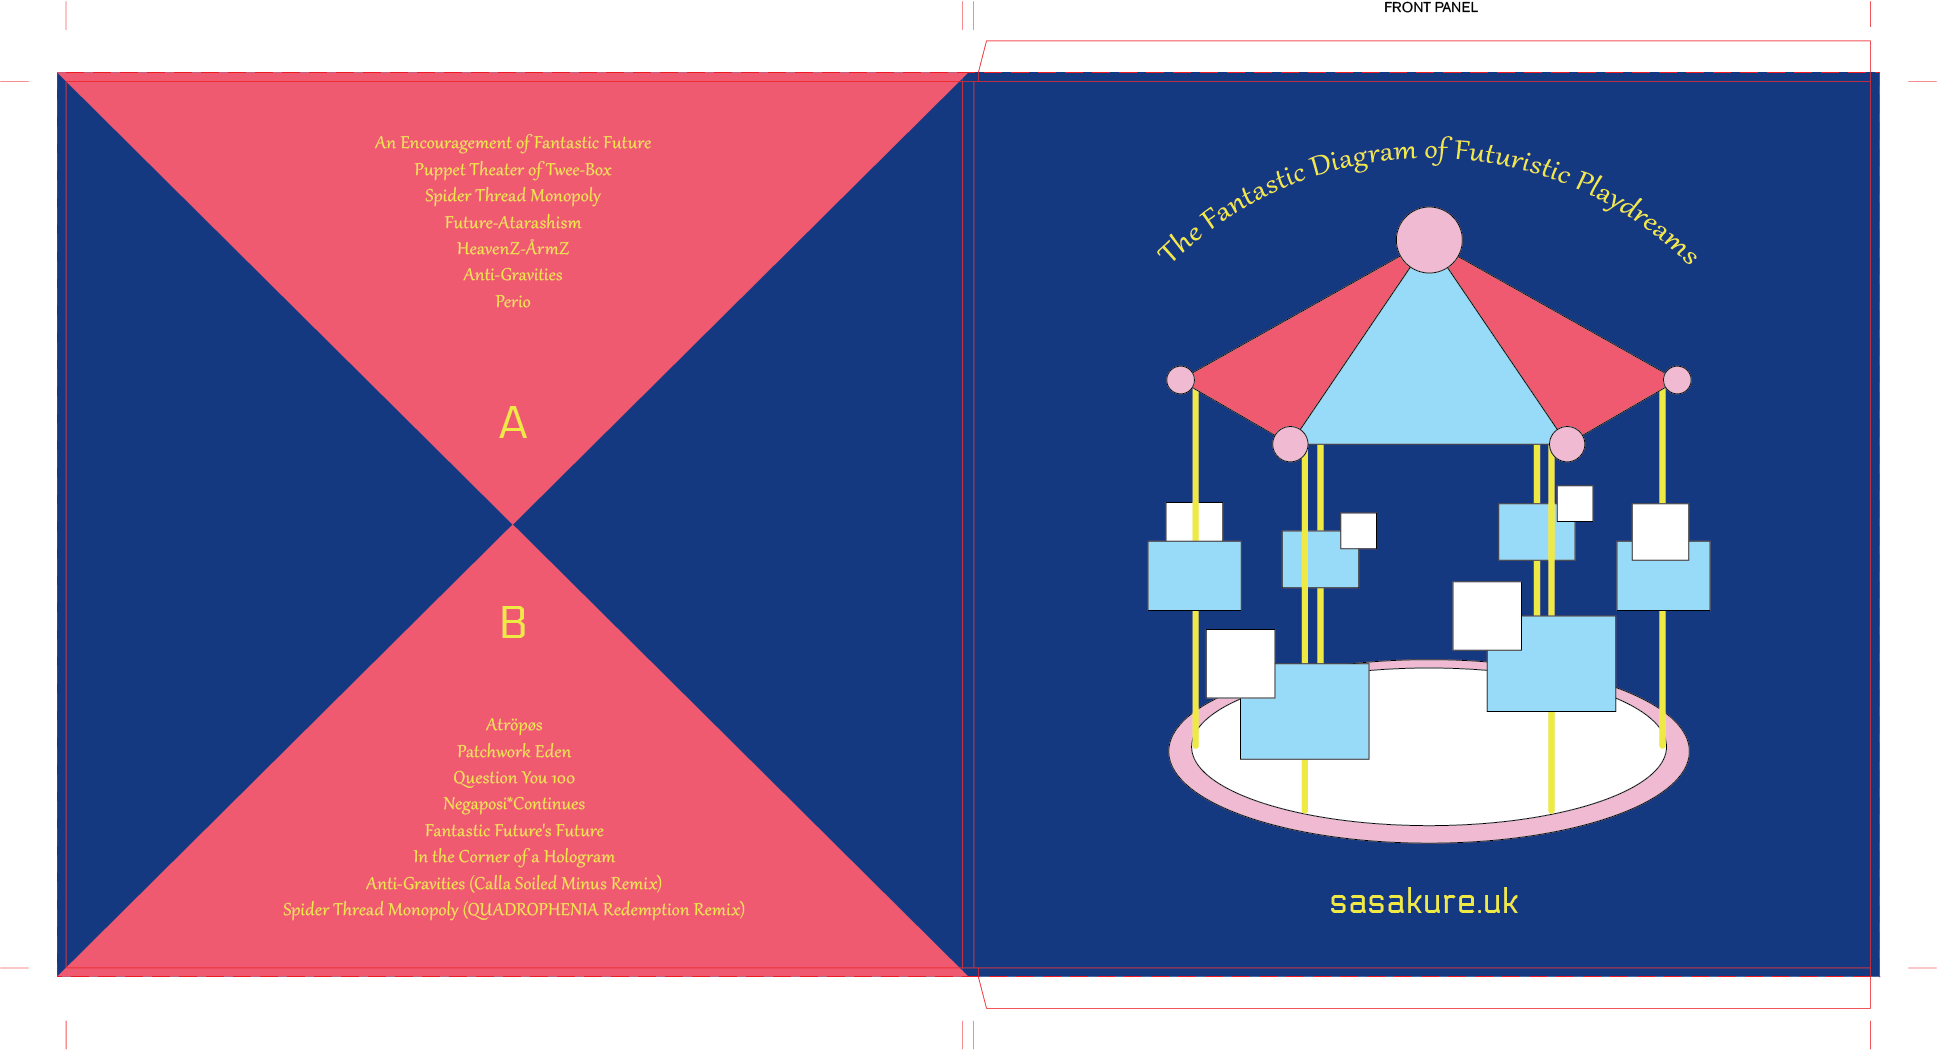 FRONT PANEL
An Encouragement of Fantastic Future
Puppet Theater of Twee-Box
Spider Thread Monopoly
Future-Atarashism
HeavenZ-ÅrmZ
Anti-Gravities
Perio
A
B
Atröpøs
Patchwork Eden
Question You 100
Negaposi*Continues
Fantastic Future's Future
In the Corner of a Hologram
Anti-Gravities (Calla Soiled Minus Remix)
Spider Thread Monopoly (QUADROPHENIA Redemption Remix)
The Fantastic Diagram of Futuristic Playdreams
sasakure.uk